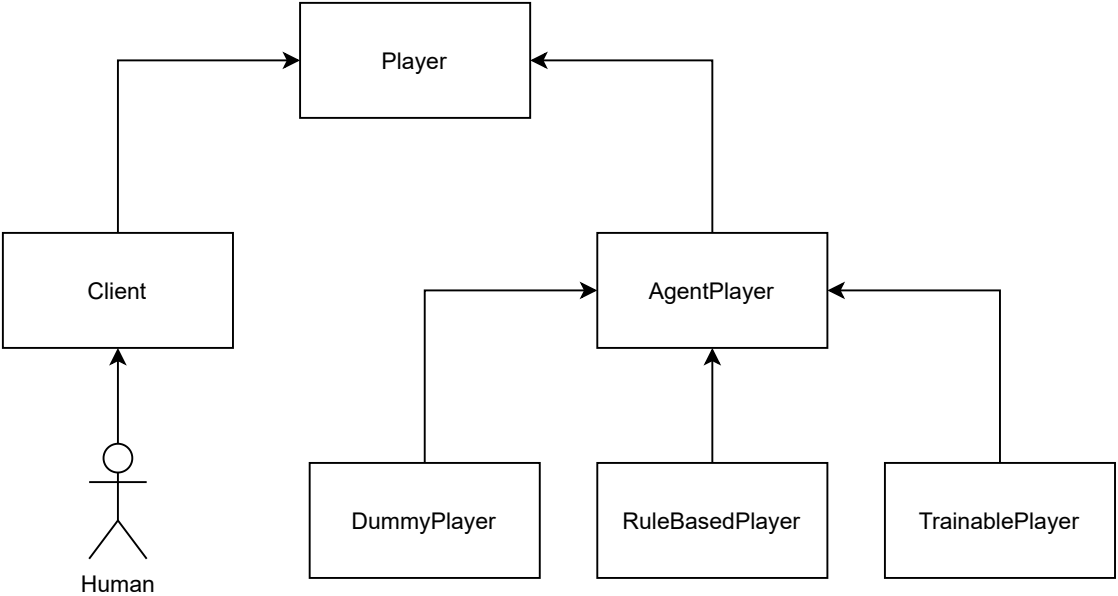 Player
Client
AgentPlayer
DummyPlayer
RuleBasedPlayer
TrainablePlayer
Human